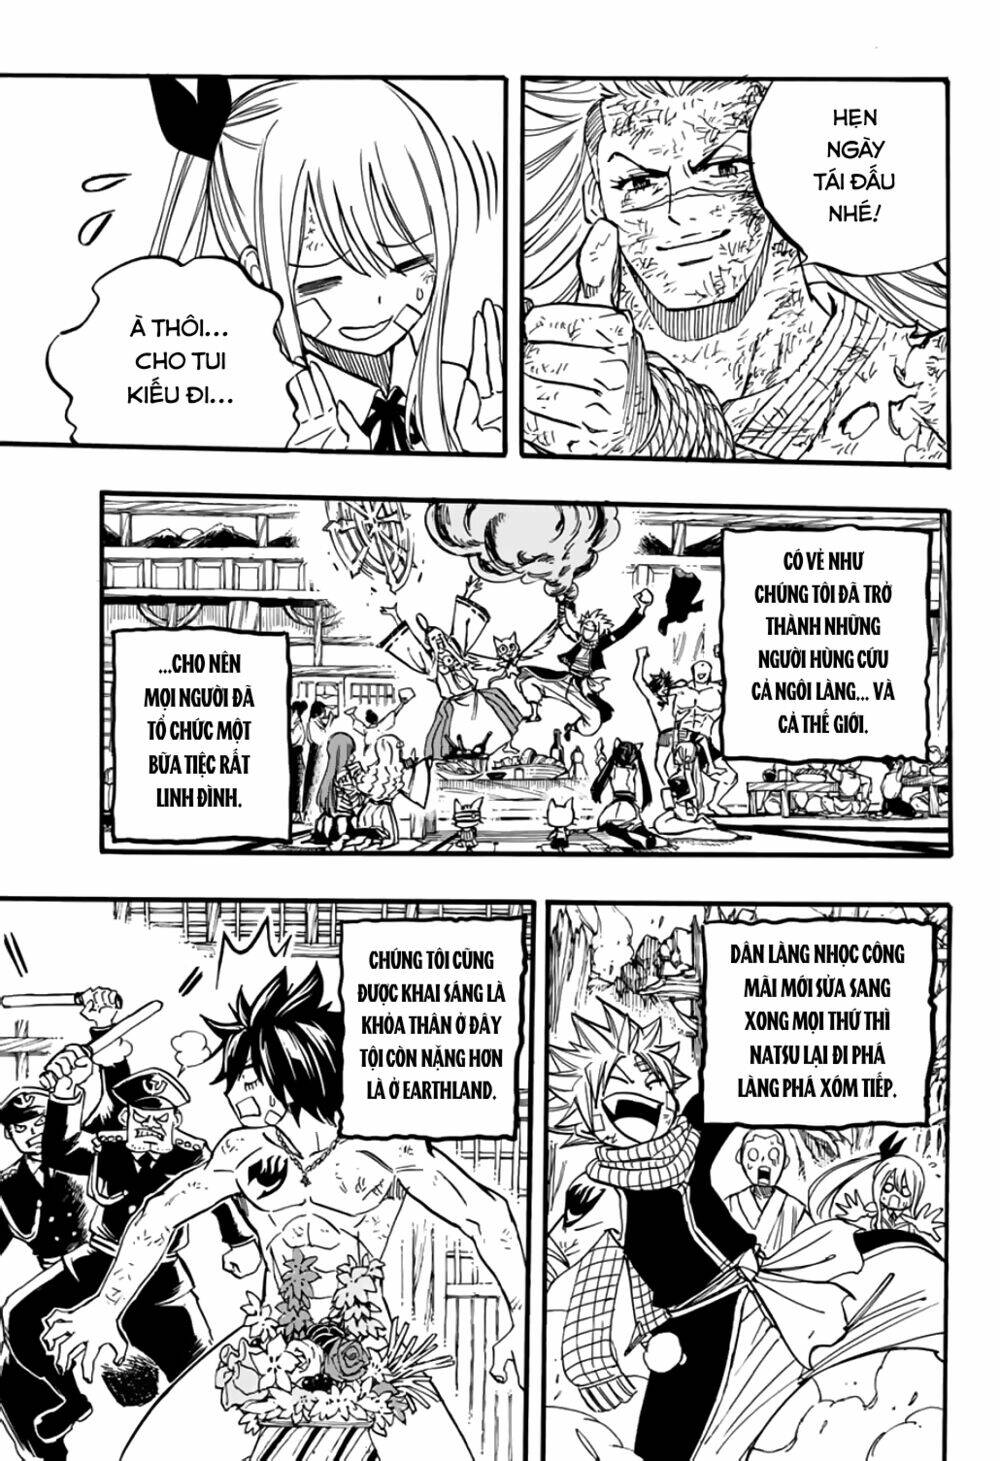 HẸN
NGÀY
TÁI ĐẤU
NHÉ!
À THÔI...
CHO TUI
KIẾU ĐI...
CÓ VẺ NHƯ
CHÚNG TÔI ĐÃ TRỞ
THÀNH NHỮNG
NGƯỜI HÙNG CỨU
CẢ NGÔI LÀNG... VÀ
CẢ THẾ GIỚI.
...CHO NÊN
MỌI NGƯỜI ĐÃ
TỔ CHỨC MỘT
BỮA TIỆC RẤT
LINH ĐÌNH.
DÂN LÀNG NHỌC CÔNG
MÃI MỚI SỬA SANG
XONG MỌI THỨ THÌ
NATSU LẠI ĐI PHÁ
LÀNG PHÁ XÓM TIẾP.
CHÚNG TÔI CŨNG
ĐƯỢC KHAI SÁNG LÀ
KHỎA THÂN Ở ĐÂY
TỘI CÒN NẶNG HƠN
LÀ Ở EARTHLAND.